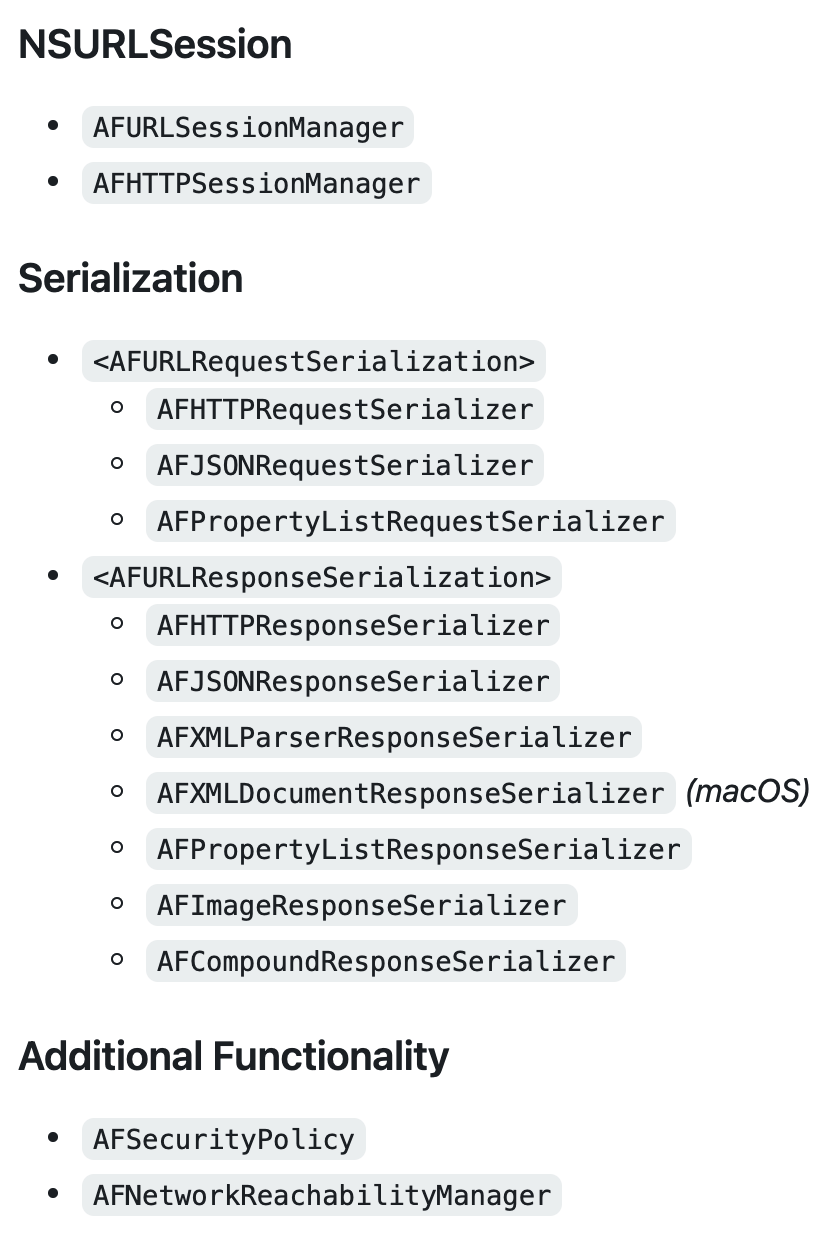 NSURLSession
AFURLSessionManager
AFHTTPSessionManager
Serialization
<AFURLRequestSerialization>
AFHTTPRequestSerializer
AFJSONRequestSerializer
AFPropertyListRequestSerializer
<AFURLResponseSerialization>
AFHTTPResponseSerializer
AFJSONResponseSerializer
AFXMLParserResponseSerializer
AFXMLDocumentResponseSerializer (macOS)
AFPropertyListResponseSerializer
AFImageResponseSerializer
AFCompoundResponseSerializer
Additional Functionality
AFSecurityPolicy
AFNetworkReachabilityManager